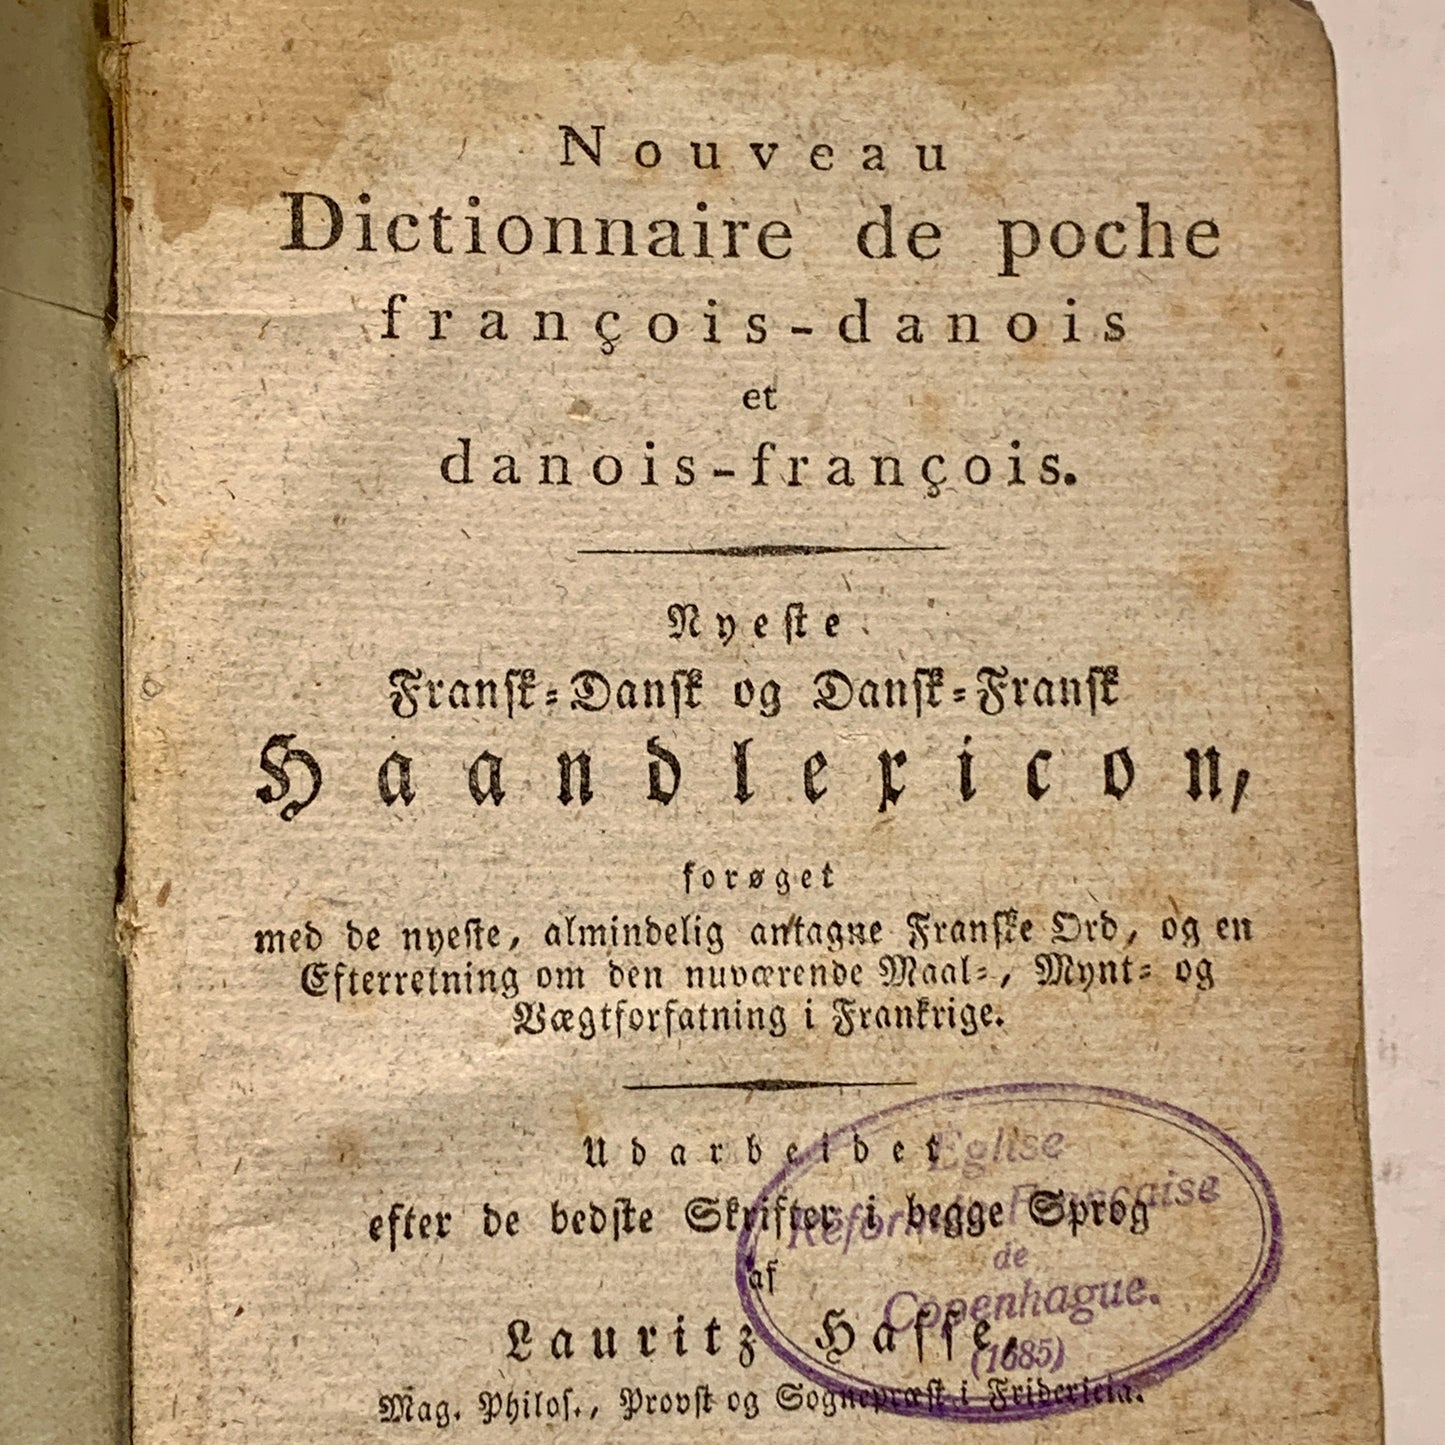 Nouveau
Dictionnaire de poche
françois-danois
et
danois-françois.
Nyeste
Fransk-Dansk og Dansk-Fransk
Haandlexicon,
forøget
med de nyeste, almindelig antagne Franske Ord, og en
Efterretning om den nuværende Maal-, Mynt- og
Vægtforfatning i Frankrige.
Udarbeidet
efter de bedste Skrifter i begge Sprog
af
Lauritz Hasse,
Mag. Philos., Provst og Sognepræst i Fridericia.
Eglise
Réformée Française
de
Copenhague.
(1685)